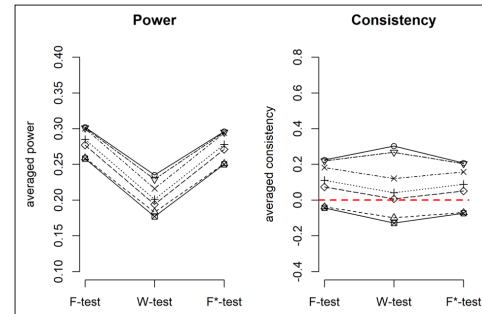 Power
averaged power
0.40
0.35
0.30
0.25
0.20
0.15
0.10
F-test W-test F*-test
Consistency
averaged consistency
0.8
0.6
0.4
0.2
0.0
-0.2
-0.4
F-test W-test F*-test